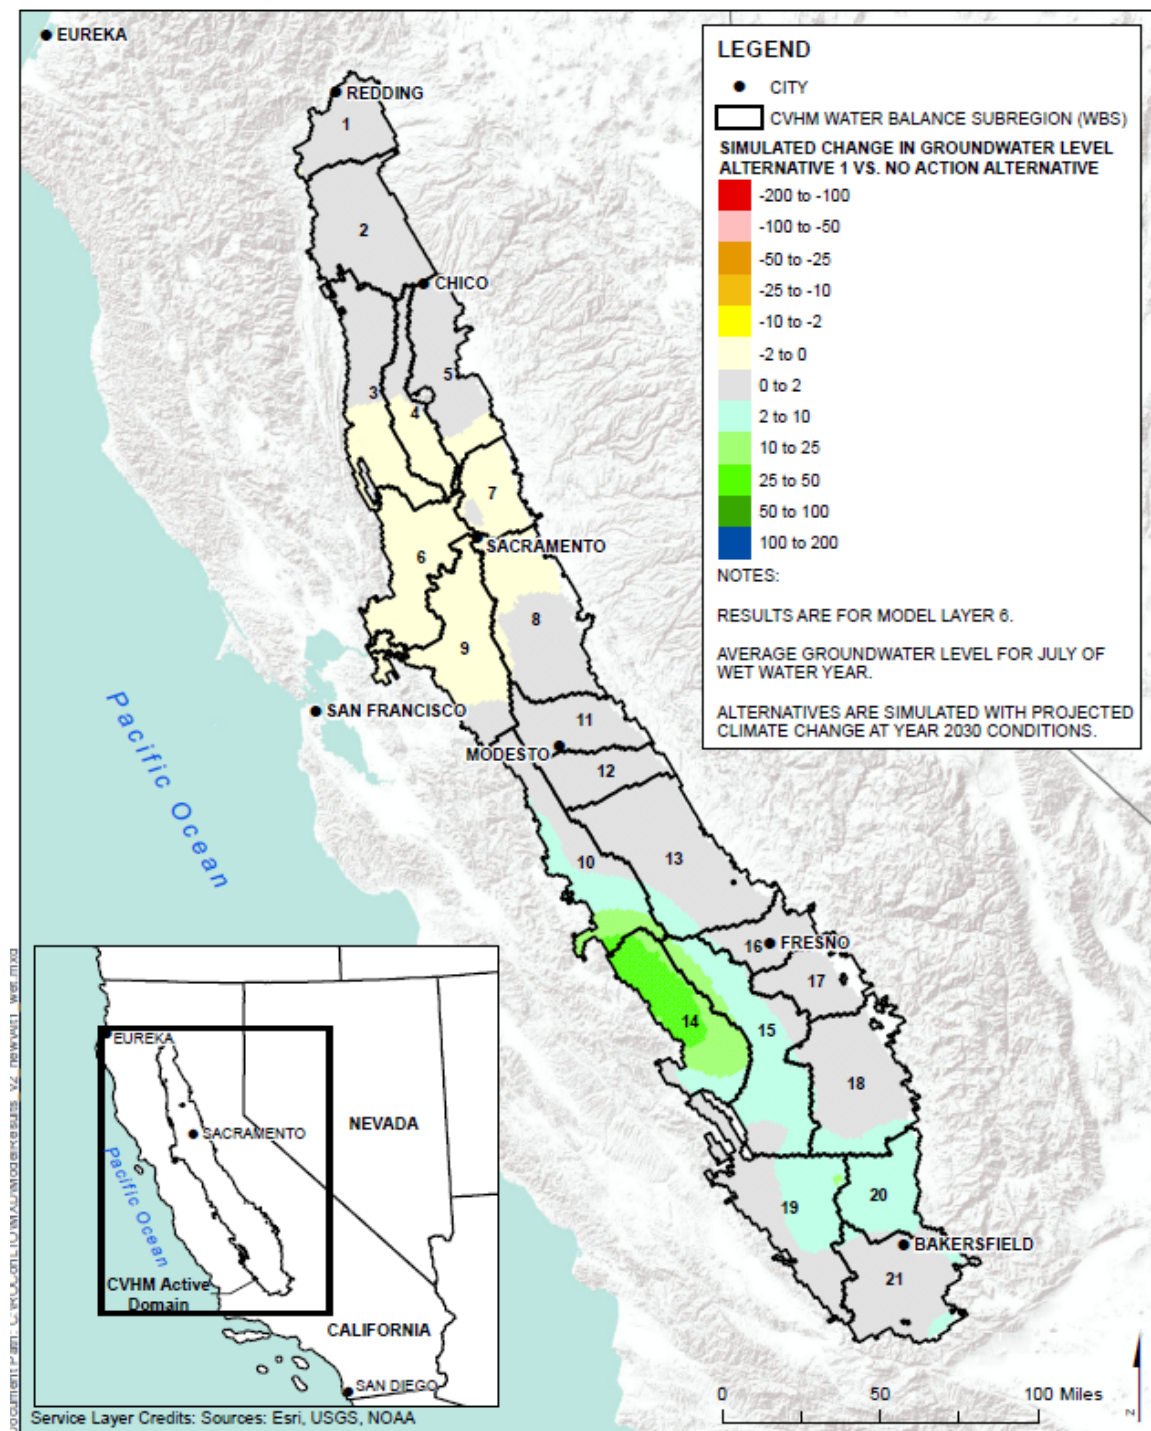 EUREKA
REDDING
1
2
CHICO
3
4
5
7
SACRAMENTO
6
8
9
SAN FRANCISCO
11
MODESTO
12
10
13
16
FRESNO
17
14
15
18
19
20
BAKERSFIELD
21
Pacific Ocean
LEGEND
CITY
CVHM WATER BALANCE SUBREGION (WBS)
SIMULATED CHANGE IN GROUNDWATER LEVEL
ALTERNATIVE 1 VS. NO ACTION ALTERNATIVE
-200 to -100
-100 to -50
-50 to -25
-25 to -10
-10 to -2
-2 to 0
0 to 2
2 to 10
10 to 25
25 to 50
50 to 100
100 to 200
NOTES:
RESULTS ARE FOR MODEL LAYER 6.
AVERAGE GROUNDWATER LEVEL FOR JULY OF
WET WATER YEAR.
ALTERNATIVES ARE SIMULATED WITH PROJECTED
CLIMATE CHANGE AT YEAR 2030 CONDITIONS.
EUREKA
SACRAMENTO
NEVADA
Pacific Ocean
CVHM Active
Domain
CALIFORNIA
SAN DIEGO
Service Layer Credits: Sources: Esri, USGS, NOAA
0 50 100 Miles
N